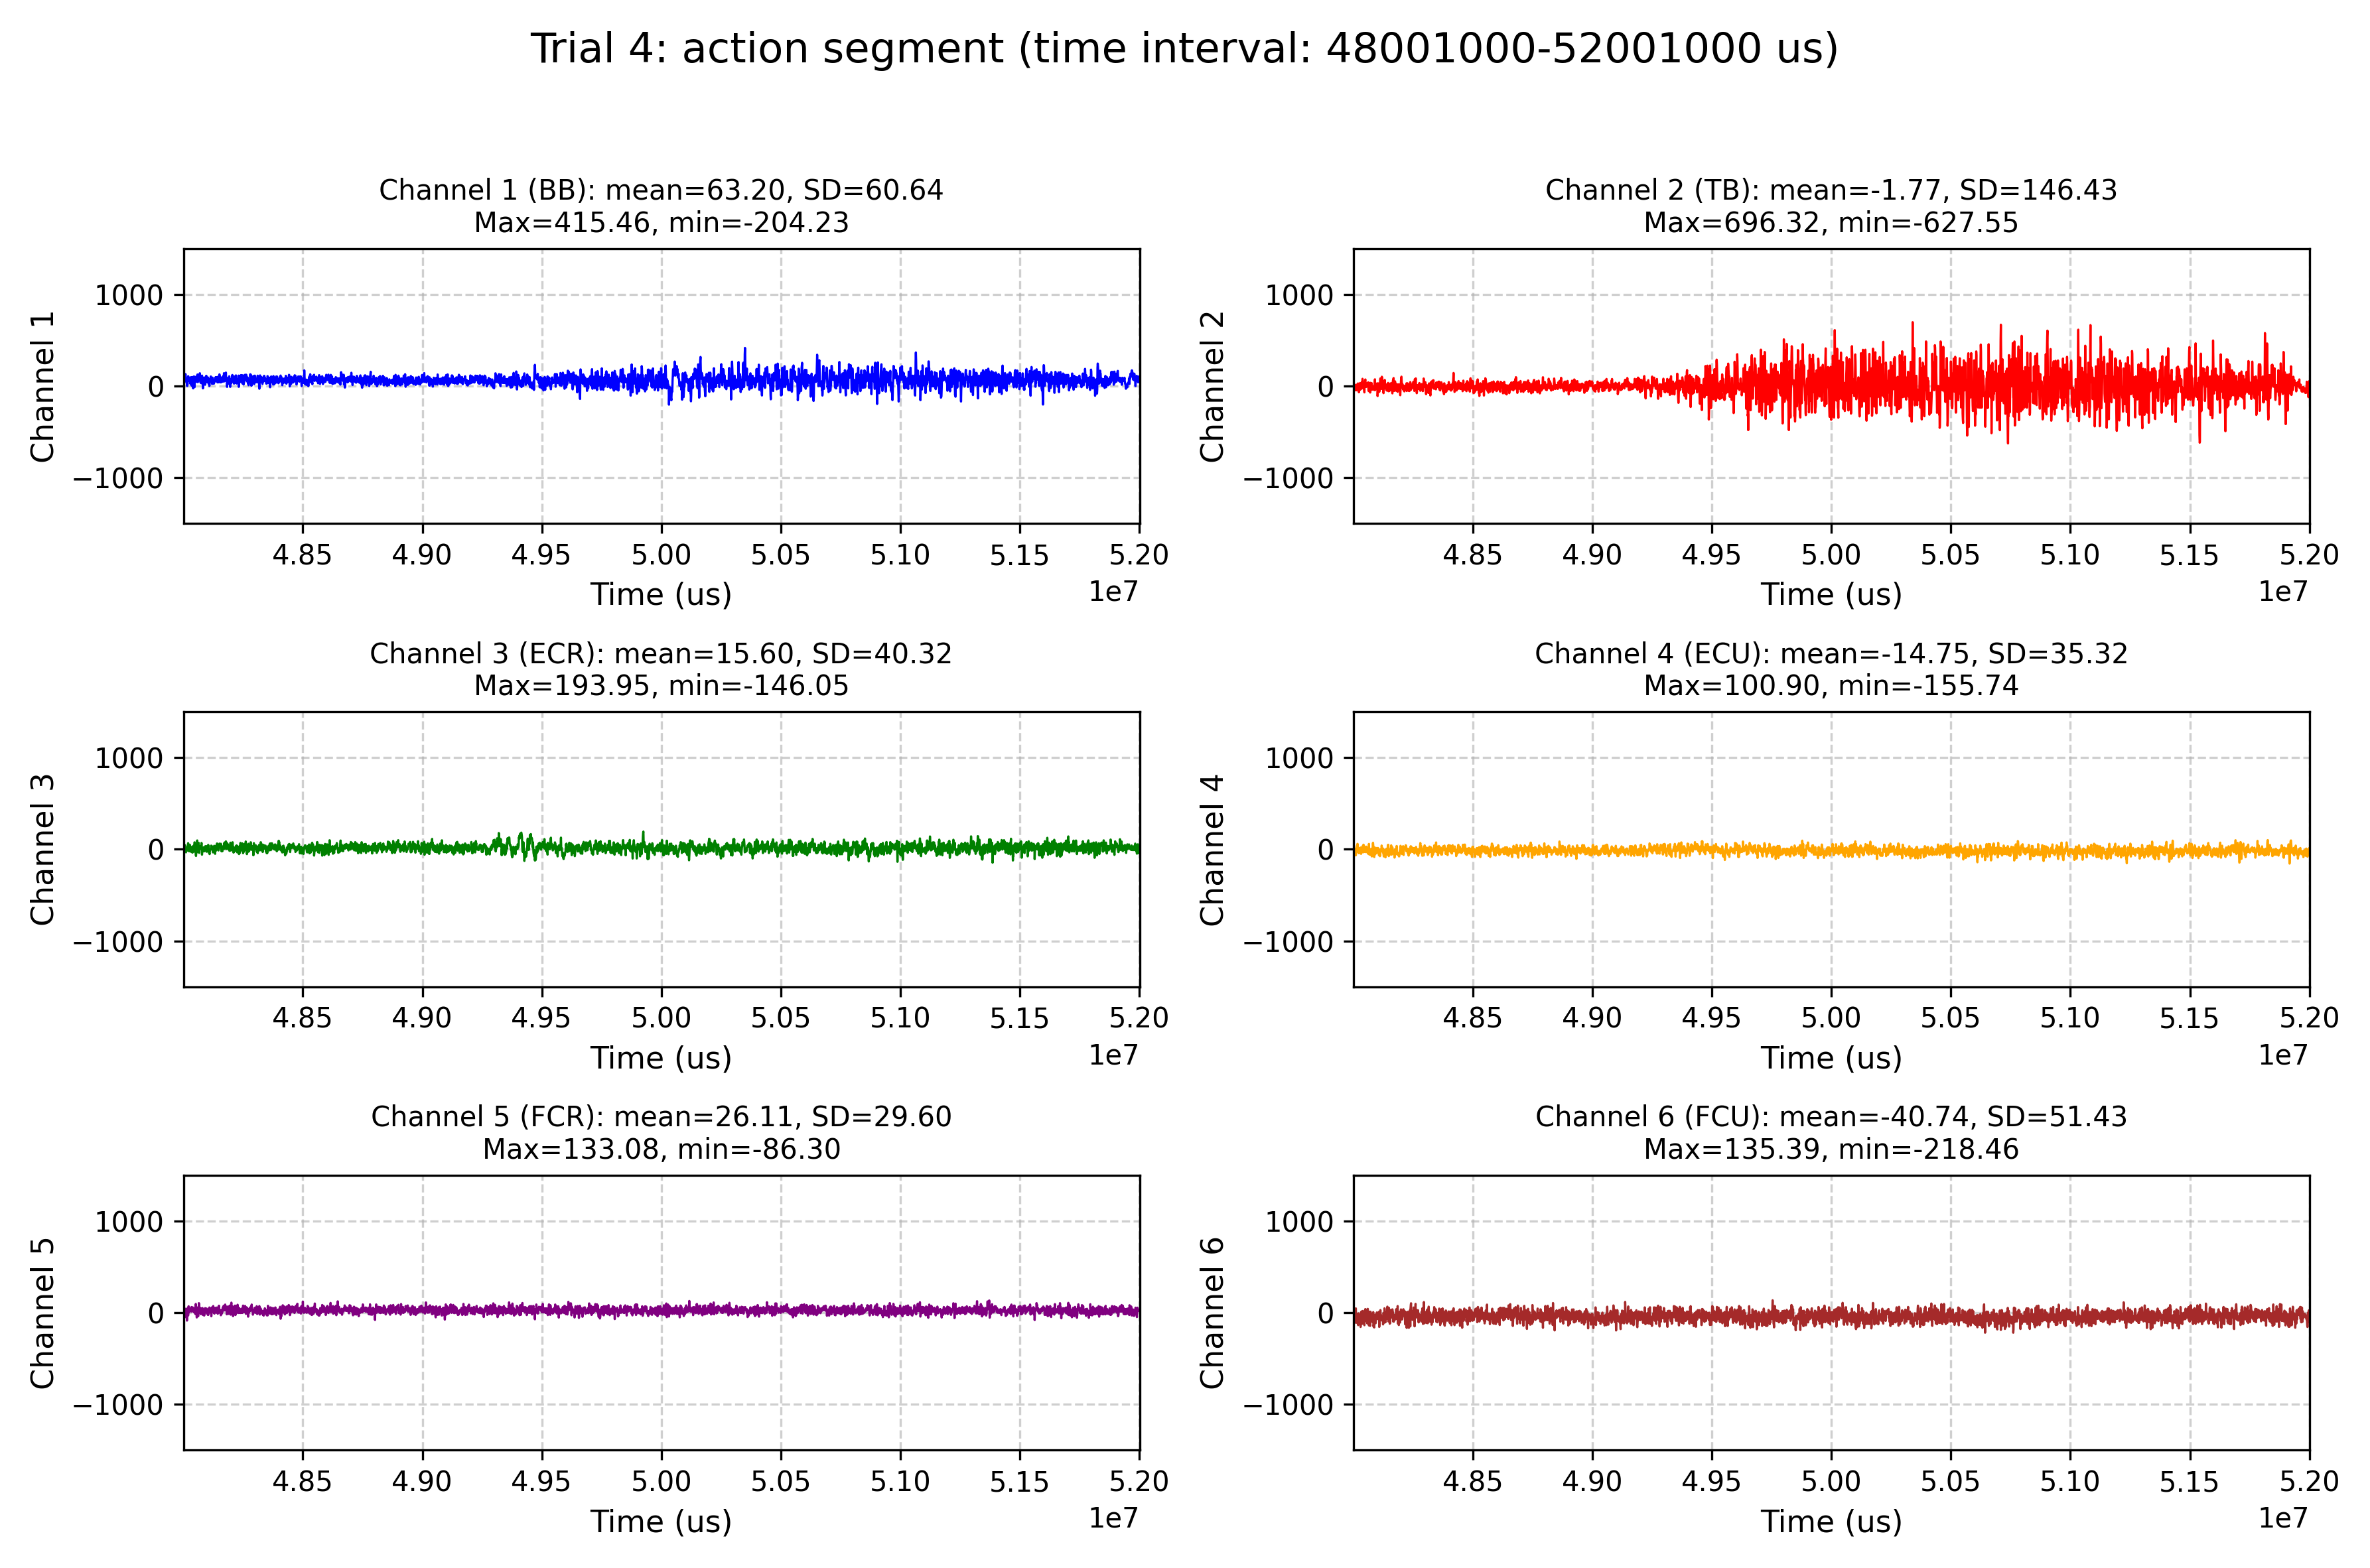 Trial 4: action segment (time interval: 48001000-52001000 us)
Channel 1 (BB): mean=63.20, SD=60.64
Max=415.46, min=-204.23
Channel 1
1000
0
−1000
4.85 4.90 4.95 5.00 5.05 5.10 5.15 5.20
Time (us)
1e7
Channel 2 (TB): mean=-1.77, SD=146.43
Max=696.32, min=-627.55
Channel 2
1000
0
−1000
4.85 4.90 4.95 5.00 5.05 5.10 5.15 5.20
Time (us)
1e7
Channel 3 (ECR): mean=15.60, SD=40.32
Max=193.95, min=-146.05
Channel 3
1000
0
−1000
4.85 4.90 4.95 5.00 5.05 5.10 5.15 5.20
Time (us)
1e7
Channel 4 (ECU): mean=-14.75, SD=35.32
Max=100.90, min=-155.74
Channel 4
1000
0
−1000
4.85 4.90 4.95 5.00 5.05 5.10 5.15 5.20
Time (us)
1e7
Channel 5 (FCR): mean=26.11, SD=29.60
Max=133.08, min=-86.30
Channel 5
1000
0
−1000
4.85 4.90 4.95 5.00 5.05 5.10 5.15 5.20
Time (us)
1e7
Channel 6 (FCU): mean=-40.74, SD=51.43
Max=135.39, min=-218.46
Channel 6
1000
0
−1000
4.85 4.90 4.95 5.00 5.05 5.10 5.15 5.20
Time (us)
1e7